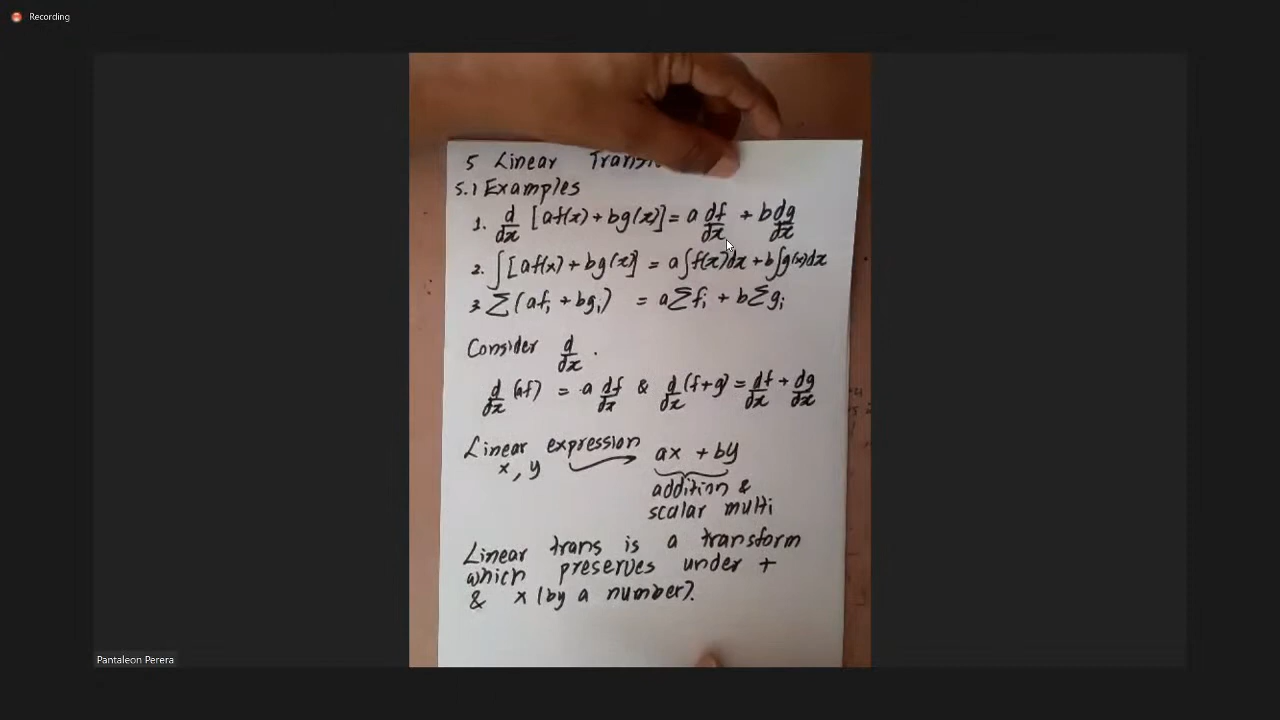 Recording
5 Linear
5.1 Examples
1. d/dx [af(x) + bg(x)] = a df/dx + b dg/dx
2. ∫[af(x) + bg(x)] = a∫f(x)dx + b∫g(x)dx
3. Σ(afi + bgi) = aΣfi + bΣgi
Consider d/dx .
d/dx (af) = a df/dx & d/dx (f+g) = df/dx + dg/dx
Linear expression ax + by
x, y
addition &
scalar multi
Linear trans is a transform
which preserves under +
& x (by a number).
Pantaleon Perera